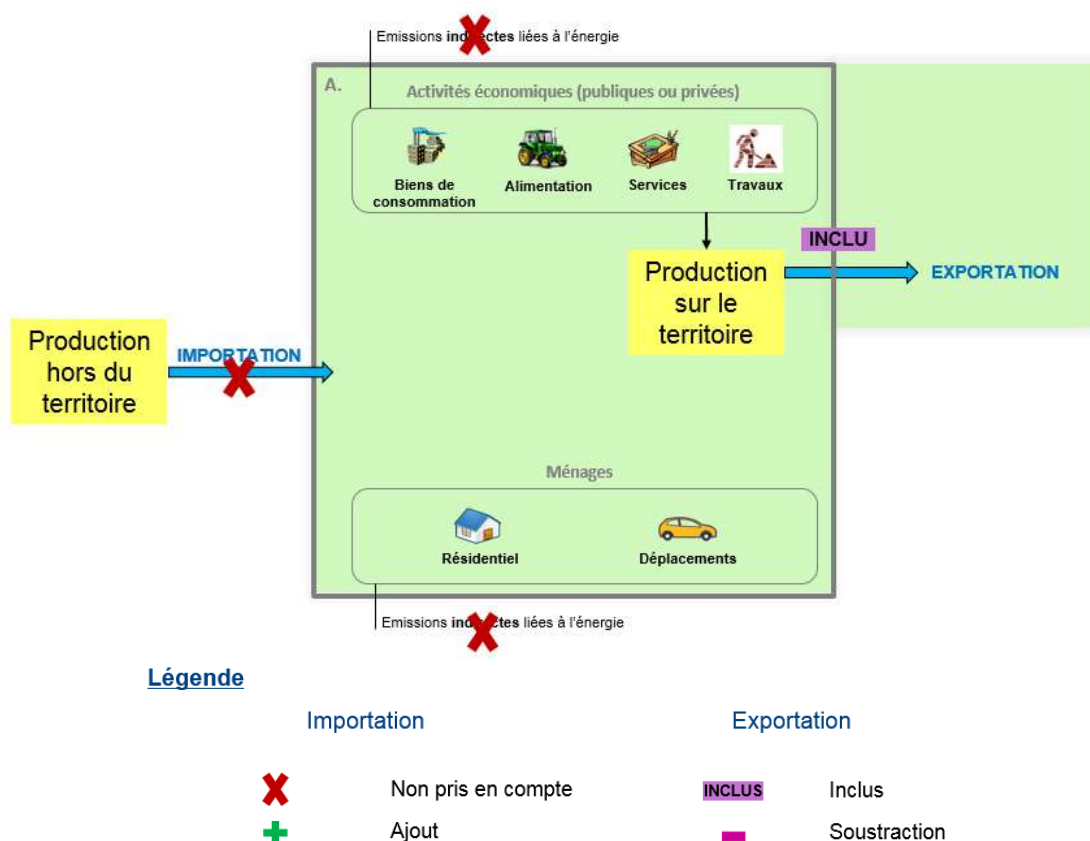 Emissions indirectes liées à l'énergie
A.
Activités économiques (publiques ou privées)
Biens de
consommation
Alimentation
Services
Travaux
INCLU
Production
sur le
territoire
EXPORTATION
Production
hors du
territoire
IMPORTATION
Ménages
Résidentiel
Déplacements
Emissions indirectes liées à l'énergie
Légende
Importation
Exportation
Non pris en compte
INCLUS
Inclus
Ajout
Soustraction